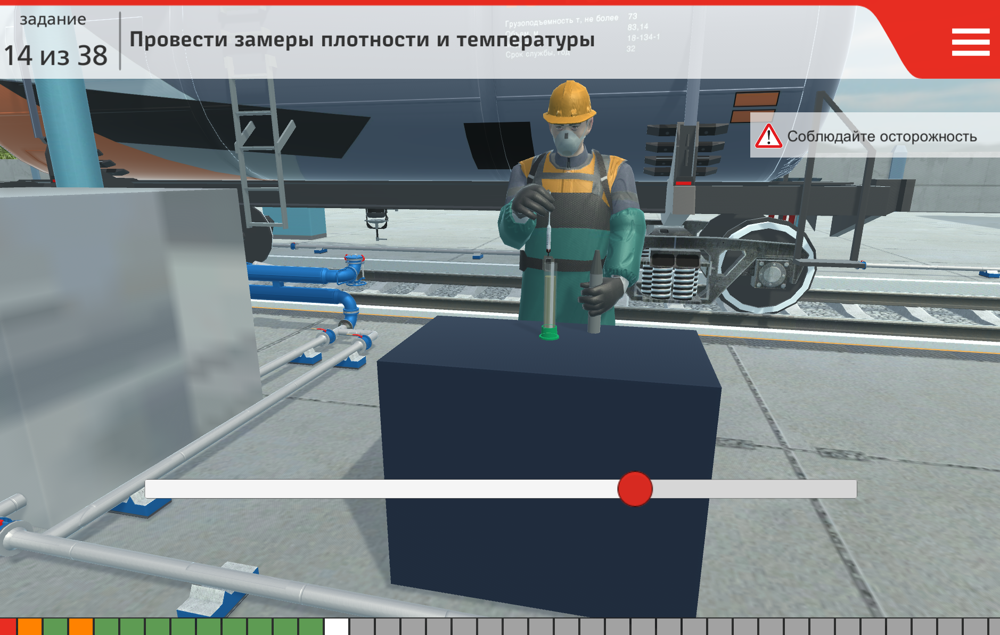 задание
14 из 38
Провести замеры плотности и температуры
Грузоподъемность т, не более 73
83,14
18-134-1
Срок службы, год 32
Соблюдайте осторожность